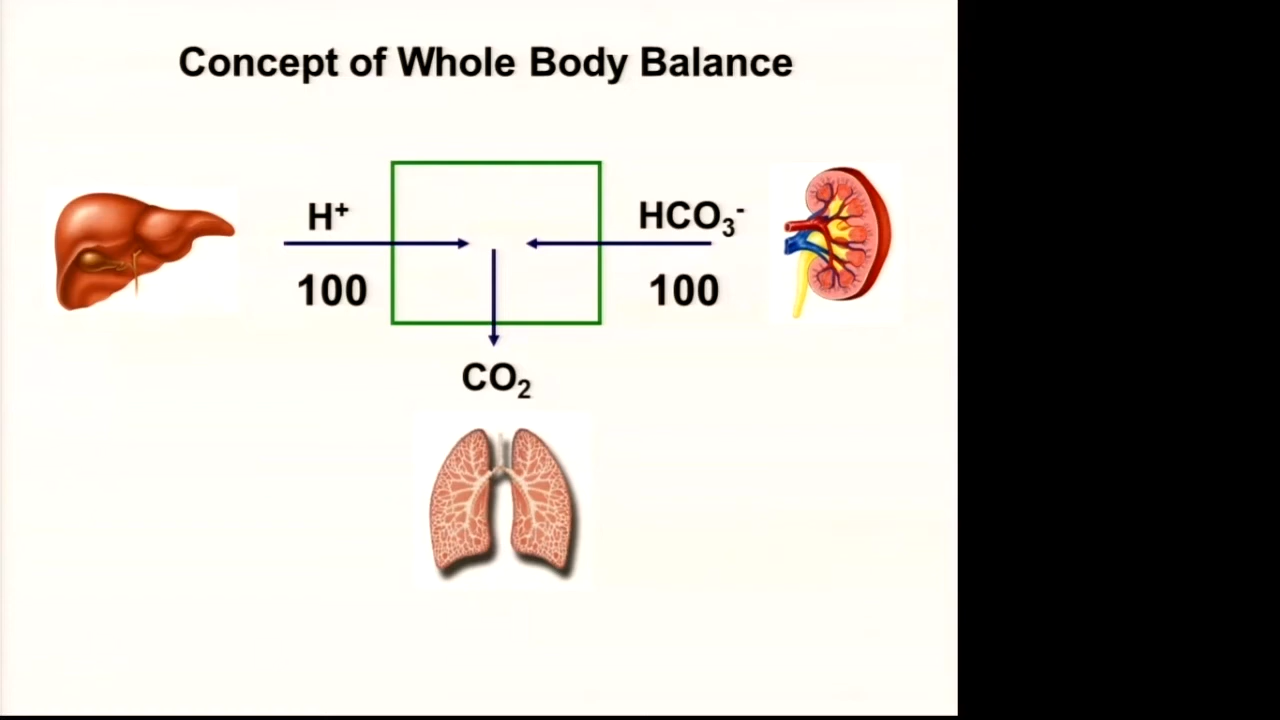 Concept of Whole Body Balance
H⁺
HCO₃⁻
100
100
CO₂